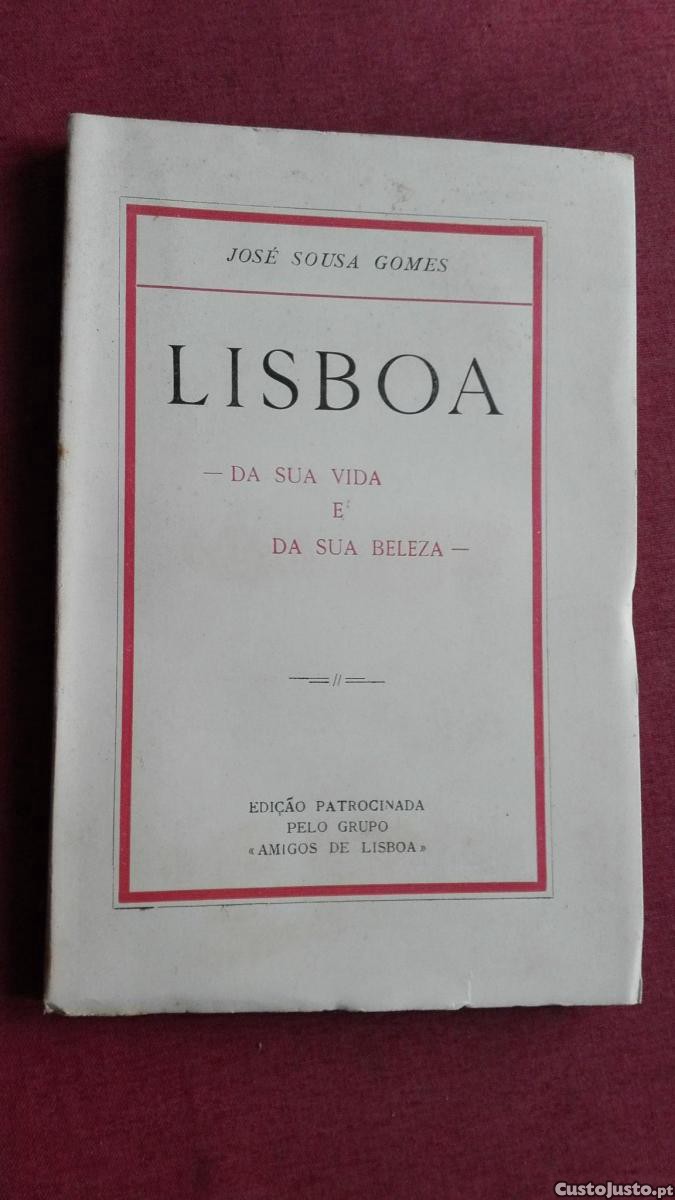 JOSÉ SOUSA GOMES
LISBOA
— DA SUA VIDA
E
DA SUA BELEZA —
EDIÇÃO PATROCINADA
PELO GRUPO
« AMIGOS DE LISBOA »
CustoJusto.pt